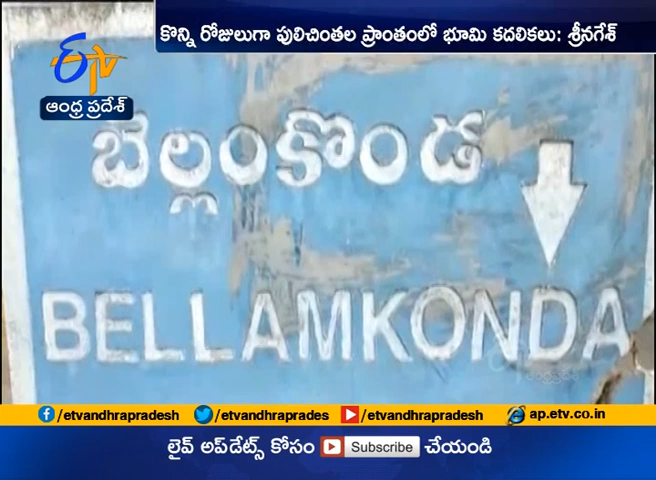 కొన్ని రోజులుగా పులిచింతల ప్రాంతంలో భూమి కదలికలు: శ్రీనగేశ్
ETV
ఆంధ్ర ప్రదేశ్
బెల్లంకొండ
BELLAMKONDA
/etvandhrapradesh /etvandhraprades /etvandhrapradesh ap.etv.co.in
లైవ్ అప్‌డేట్స్ కోసం Subscribe చేయండి